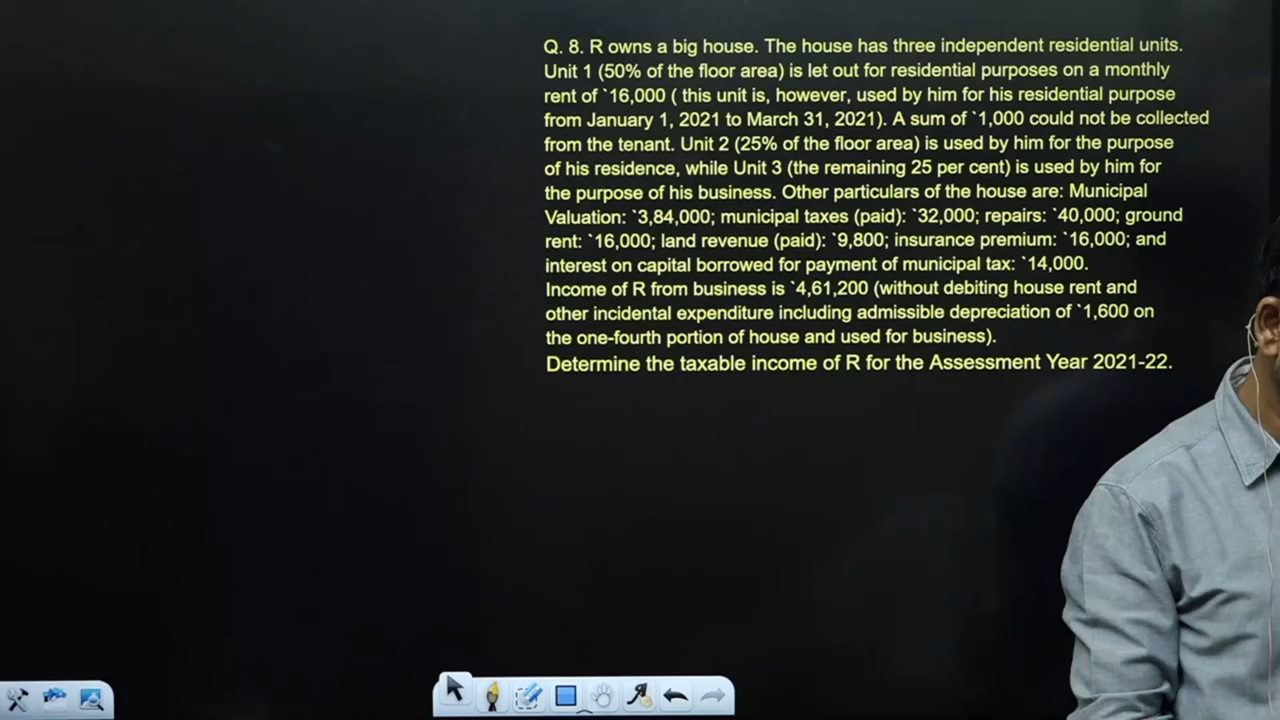 Q. 8. R owns a big house. The house has three independent residential units.
Unit 1 (50% of the floor area) is let out for residential purposes on a monthly
rent of `16,000 ( this unit is, however, used by him for his residential purpose
from January 1, 2021 to March 31, 2021). A sum of `1,000 could not be collected
from the tenant. Unit 2 (25% of the floor area) is used by him for the purpose
of his residence, while Unit 3 (the remaining 25 per cent) is used by him for
the purpose of his business. Other particulars of the house are: Municipal
Valuation: `3,84,000; municipal taxes (paid): `32,000; repairs: `40,000; ground
rent: `16,000; land revenue (paid): `9,800; insurance premium: `16,000; and
interest on capital borrowed for payment of municipal tax: `14,000.
Income of R from business is `4,61,200 (without debiting house rent and
other incidental expenditure including admissible depreciation of `1,600 on
the one-fourth portion of house and used for business).
Determine the taxable income of R for the Assessment Year 2021-22.